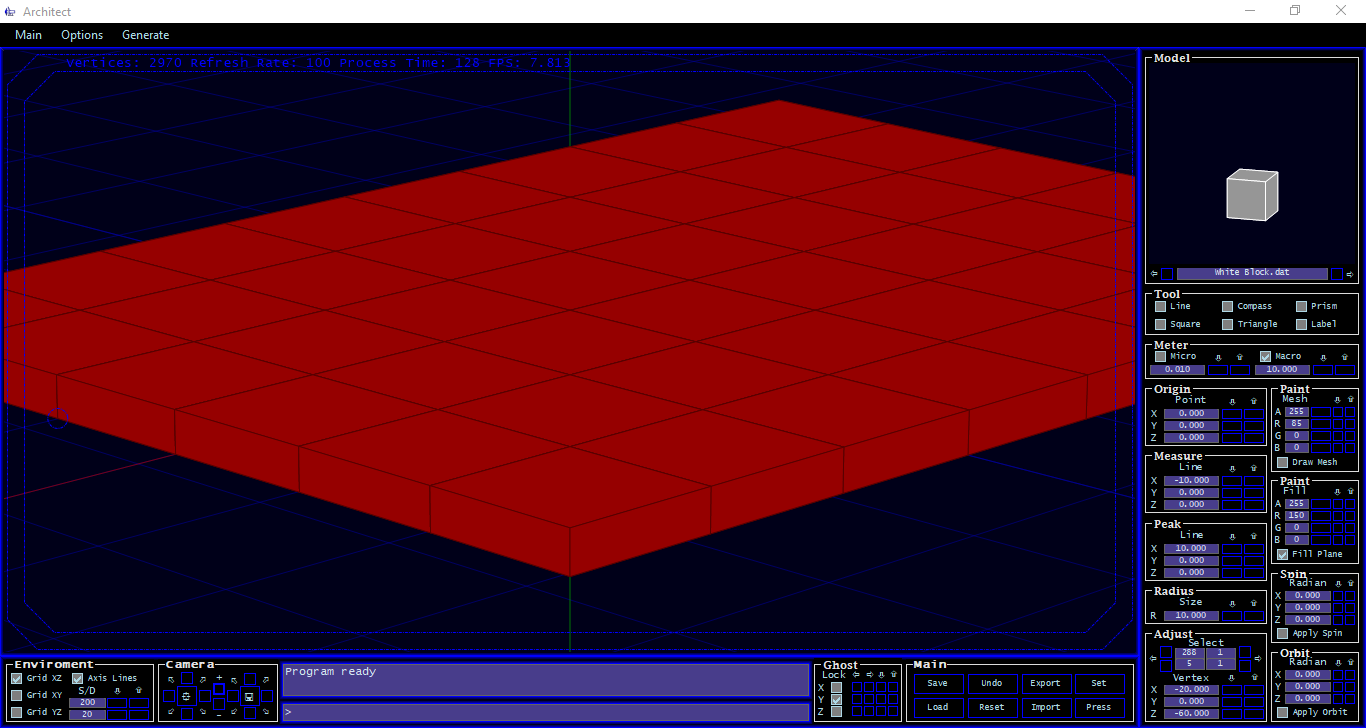 Architect
Main Options Generate
Vertices: 2970 Refresh Rate: 100 Process Time: 128 FPS: 7.813
Model
White Block.dat
Tool
Line Compass Prism
Square Triangle Label
Meter
Micro Macro
0.010 10.000
Origin
Point
X 0.000
Y 0.000
Z 0.000
Paint
Mesh
A 255
R 85
G 0
B 0
Draw Mesh
Measure
Line
X -10.000
Y 0.000
Z 0.000
Paint
Fill
A 255
R 150
G 0
B 0
Fill Plane
Peak
Line
X 10.000
Y 0.000
Z 0.000
Spin
Radian
X 0.000
Y 0.000
Z 0.000
Apply Spin
Radius
Size
R 10.000
Adjust
Select
288 1
5 1
Vertex
X -20.000
Y 0.000
Z -60.000
Orbit
Radian
X 0.000
Y 0.000
Z 0.000
Apply Orbit
Enviroment
Grid XZ Axis Lines
Grid XY S/D
200
Grid YZ 20
Camera
+
-
Program ready
>
Ghost
Lock
X
Y
Z
Main
Save Undo Export Set
Load Reset Import Press